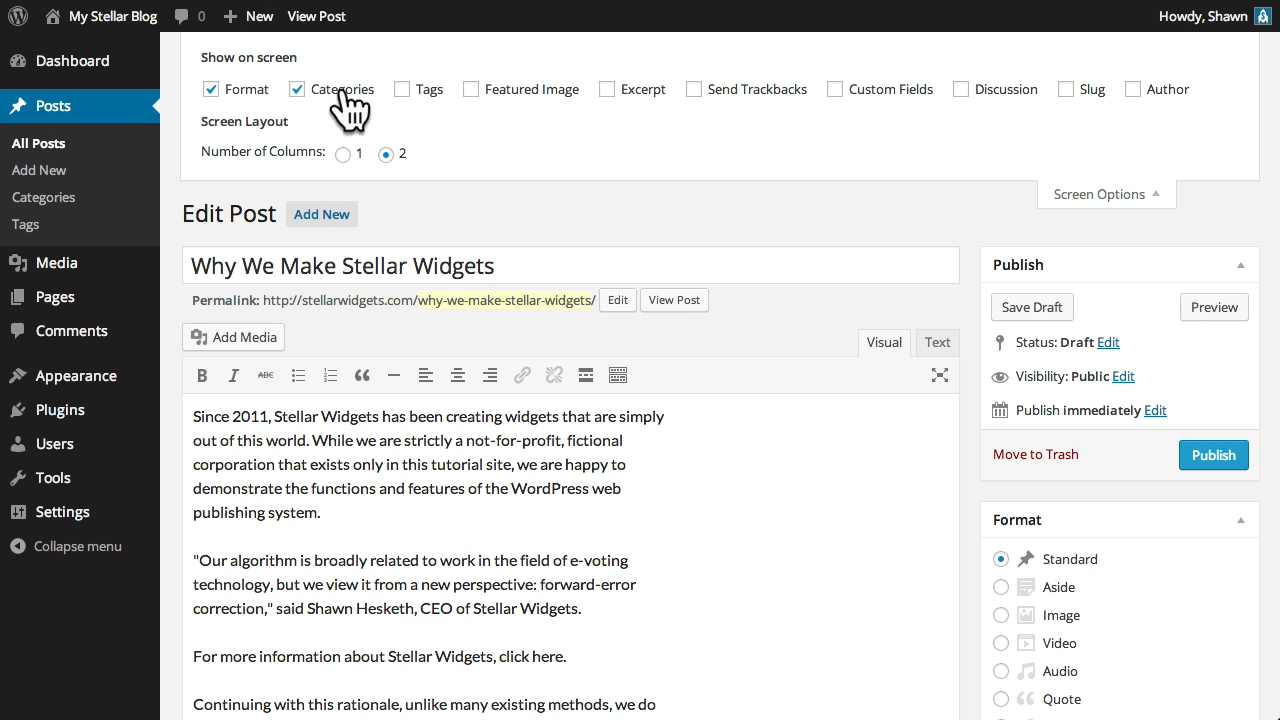 My Stellar Blog 0 New View Post Howdy, Shawn
Dashboard
Posts
All Posts
Add New
Categories
Tags
Media
Pages
Comments
Appearance
Plugins
Users
Tools
Settings
Collapse menu
Show on screen
Format Categories Tags Featured Image Excerpt Send Trackbacks Custom Fields Discussion Slug Author
Screen Layout
Number of Columns: 1 2
Screen Options
Edit Post Add New
Why We Make Stellar Widgets
Permalink: http://stellarwidgets.com/why-we-make-stellar-widgets/ Edit View Post
Add Media
Visual Text
B I ABC
Since 2011, Stellar Widgets has been creating widgets that are simply
out of this world. While we are strictly a not-for-profit, fictional
corporation that exists only in this tutorial site, we are happy to
demonstrate the functions and features of the WordPress web
publishing system.
"Our algorithm is broadly related to work in the field of e-voting
technology, but we view it from a new perspective: forward-error
correction," said Shawn Hesketh, CEO of Stellar Widgets.
For more information about Stellar Widgets, click here.
Continuing with this rationale, unlike many existing methods, we do
Publish
Save Draft Preview
Status: Draft Edit
Visibility: Public Edit
Publish immediately Edit
Move to Trash Publish
Format
Standard
Aside
Image
Video
Audio
Quote